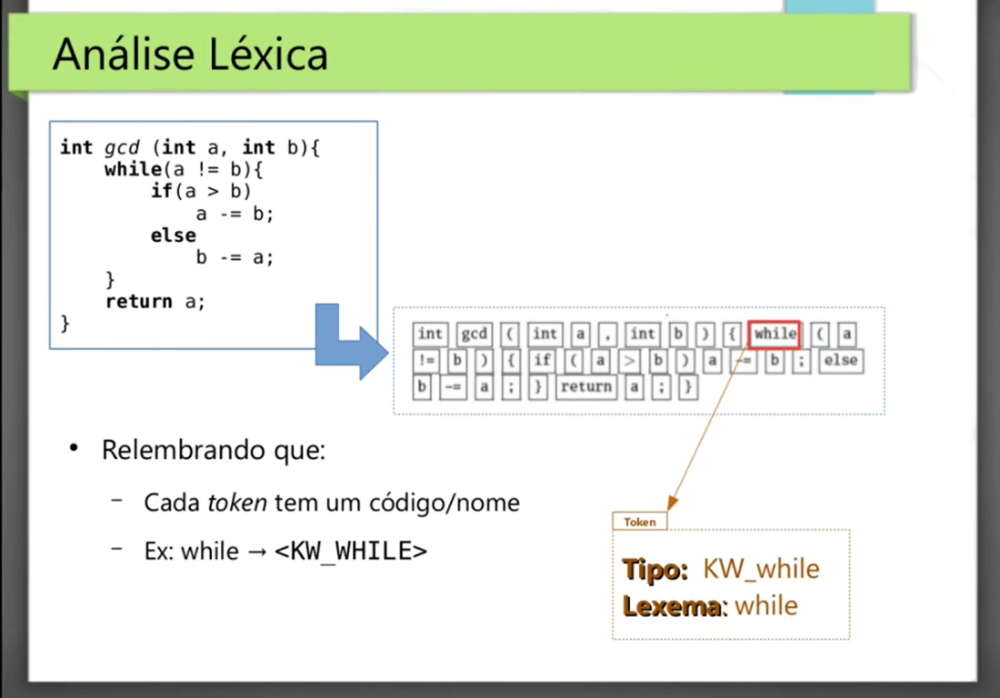 Análise Léxica
int gcd (int a, int b){
while(a != b){
if(a > b)
a -= b;
else
b -= a;
}
return a;
}
int gcd ( int a , int b ) { while ( a
!= b ) { if ( a > b ) a -= b ; else
b -= a ; } return a ; }
• Relembrando que:
– Cada token tem um código/nome
– Ex: while → <KW_WHILE>
Token
Tipo: KW_while
Lexema: while